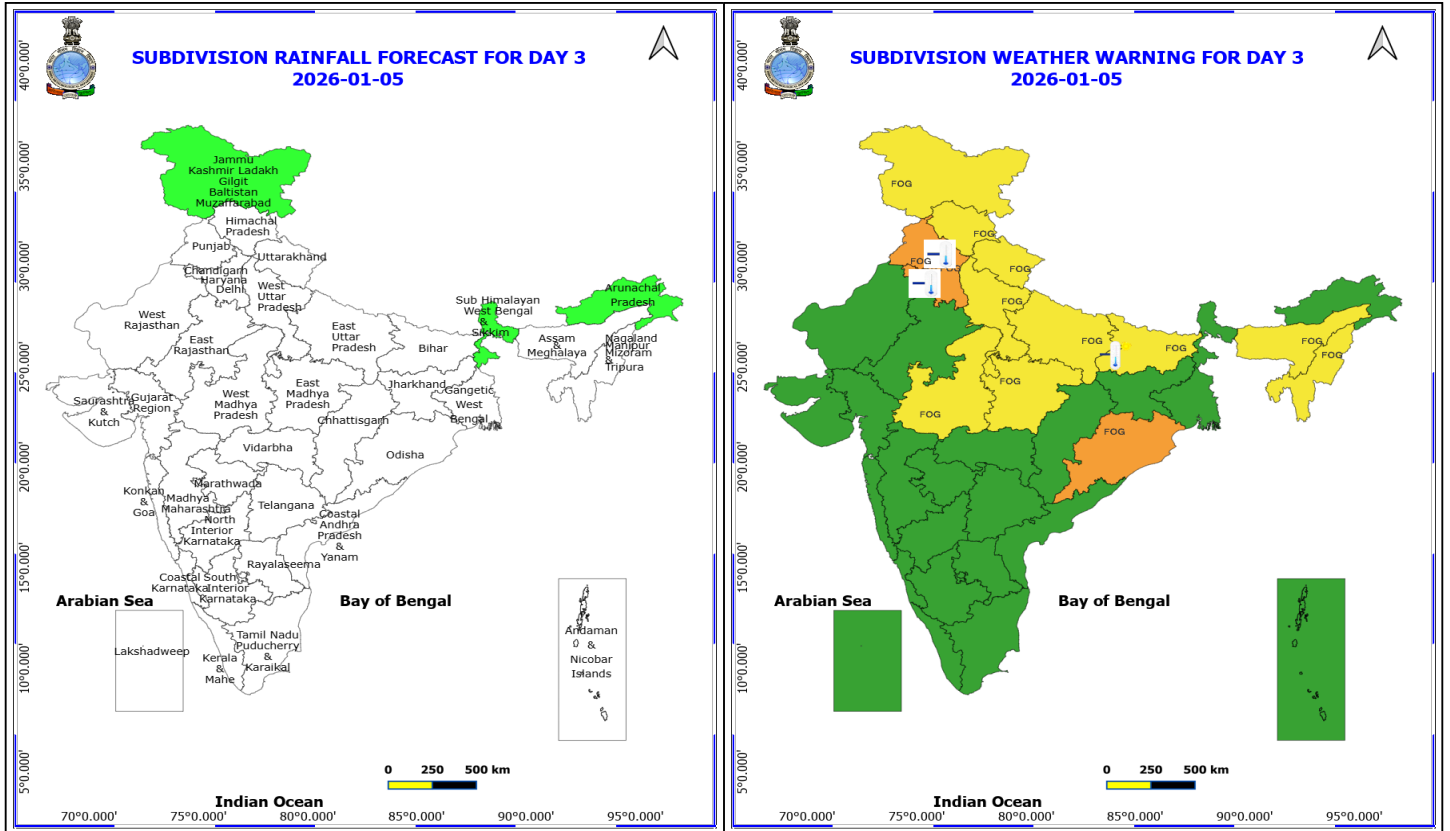 SUBDIVISION RAINFALL FORECAST FOR DAY 3
2026-01-05
40°0.000'
35°0.000'
30°0.000'
25°0.000'
20°0.000'
15°0.000'
10°0.000'
5°0.000'
Jammu
Kashmir Ladakh
Gilgit
Baltistan
Muzaffarabad
Himachal
Pradesh
Punjab
Uttarakhand
Chandigarh
Haryana
Delhi
West
Uttar
Pradesh
Sub Himalayan
West Bengal
&
Sikkim
Arunachal
Pradesh
West
Rajasthan
East
Rajasthan
East
Uttar
Pradesh
Bihar
Assam
&
Meghalaya
Nagaland
Manipur
Mizoram
&
Tripura
Saurashtra
&
Kutch
Gujarat
Region
West
Madhya
Pradesh
East
Madhya
Pradesh
Jharkhand
Gangetic
West
Bengal
Chhattisgarh
Vidarbha
Odisha
Konkan
&
Goa
Madhya
Maharashtra
Marathwada
Telangana
North
Interior
Karnataka
Coastal
Andhra
Pradesh
&
Yanam
Rayalaseema
Coastal
Karnataka
South
Interior
Karnataka
Arabian Sea
Bay of Bengal
Lakshadweep
Kerala
&
Mahe
Tamil Nadu
Puducherry
&
Karaikal
Andaman
&
Nicobar
Islands
0 250 500 km
Indian Ocean
70°0.000' 75°0.000' 80°0.000' 85°0.000' 90°0.000' 95°0.000'
SUBDIVISION WEATHER WARNING FOR DAY 3
2026-01-05
40°0.000'
35°0.000'
30°0.000'
25°0.000'
20°0.000'
15°0.000'
10°0.000'
5°0.000'
FOG
FOG
FOG
FOG
FOG
FOG
FOG
FOG
FOG
FOG
FOG
FOG
FOG
Arabian Sea
Bay of Bengal
0 250 500 km
Indian Ocean
70°0.000' 75°0.000' 80°0.000' 85°0.000' 90°0.000' 95°0.000'